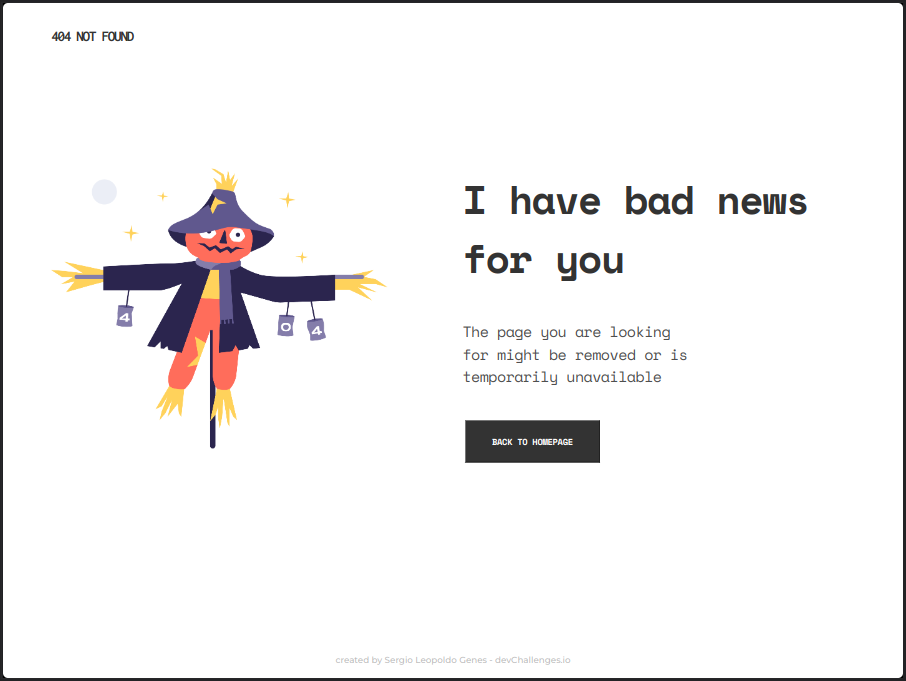 404 NOT FOUND
I have bad news
for you
4
0
4
The page you are looking
for might be removed or is
temporarily unavailable
BACK TO HOMEPAGE
created by Sergio Leopoldo Genes - devChallenges.io